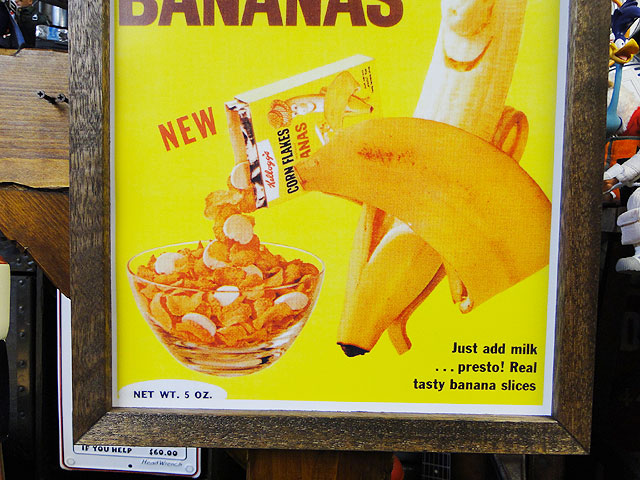 BANANAS
NEW
Kellogg's
CORN FLAKES
ANAS
Just add milk
...presto! Real
tasty banana slices
NET WT. 5 OZ.
IF YOU HELP $60.00
HeadWrench